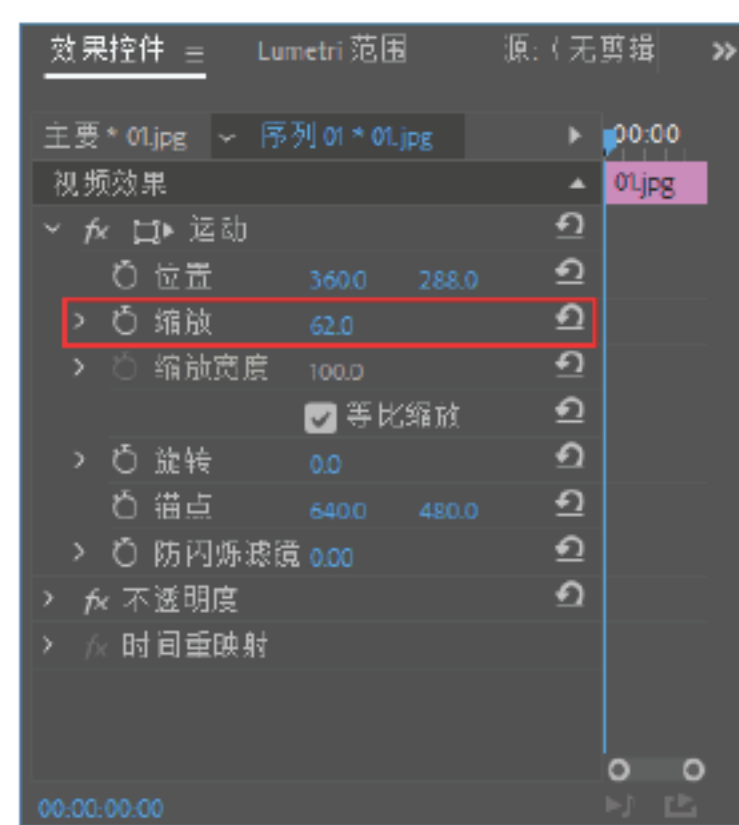 效果控件 Lumetri 范围 源:（无剪辑
主要* 01.jpg 序列 01 * 01.jpg 00:00
视频效果 01.jpg
fx 运动
位置 360.0 288.0
缩放 62.0
缩放宽度 100.0
等比缩放
旋转 0.0
锚点 640.0 480.0
防闪烁滤镜 0.00
fx 不透明度
fx 时间重映射
00:00:00:00